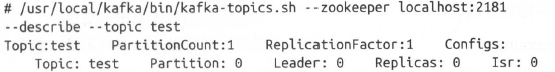 # /usr/local/kafka/bin/kafka-topics.sh --zookeeper localhost:2181
--describe --topic test
Topic:test    PartitionCount:1    ReplicationFactor:1    Configs:
    Topic: test    Partition: 0    Leader: 0    Replicas: 0    Isr: 0